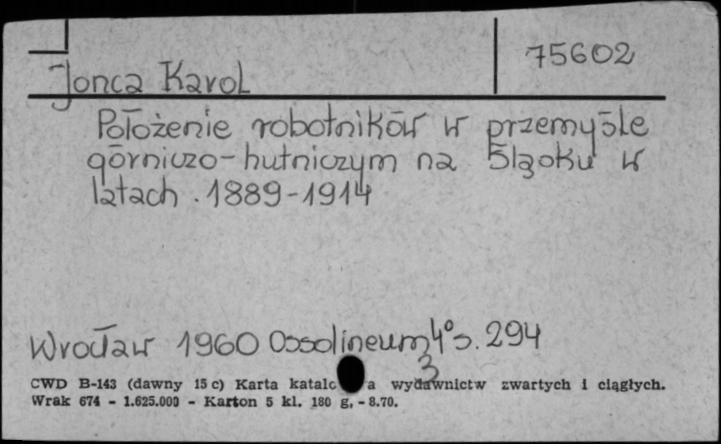 75602
Jonca Karol
Położenie robotników w przemyśle
górniczo-hutniczym na Śląsku w
latach . 1889-1914
Wrocław 1960 Ossolineum 4° s. 294
3
CWD B-143 (dawny 15 c) Karta katalo a wydawnictw zwartych i ciągłych.
Wrak 674 - 1.625.000 - Karton 5 kl. 180 g. - 8.70.